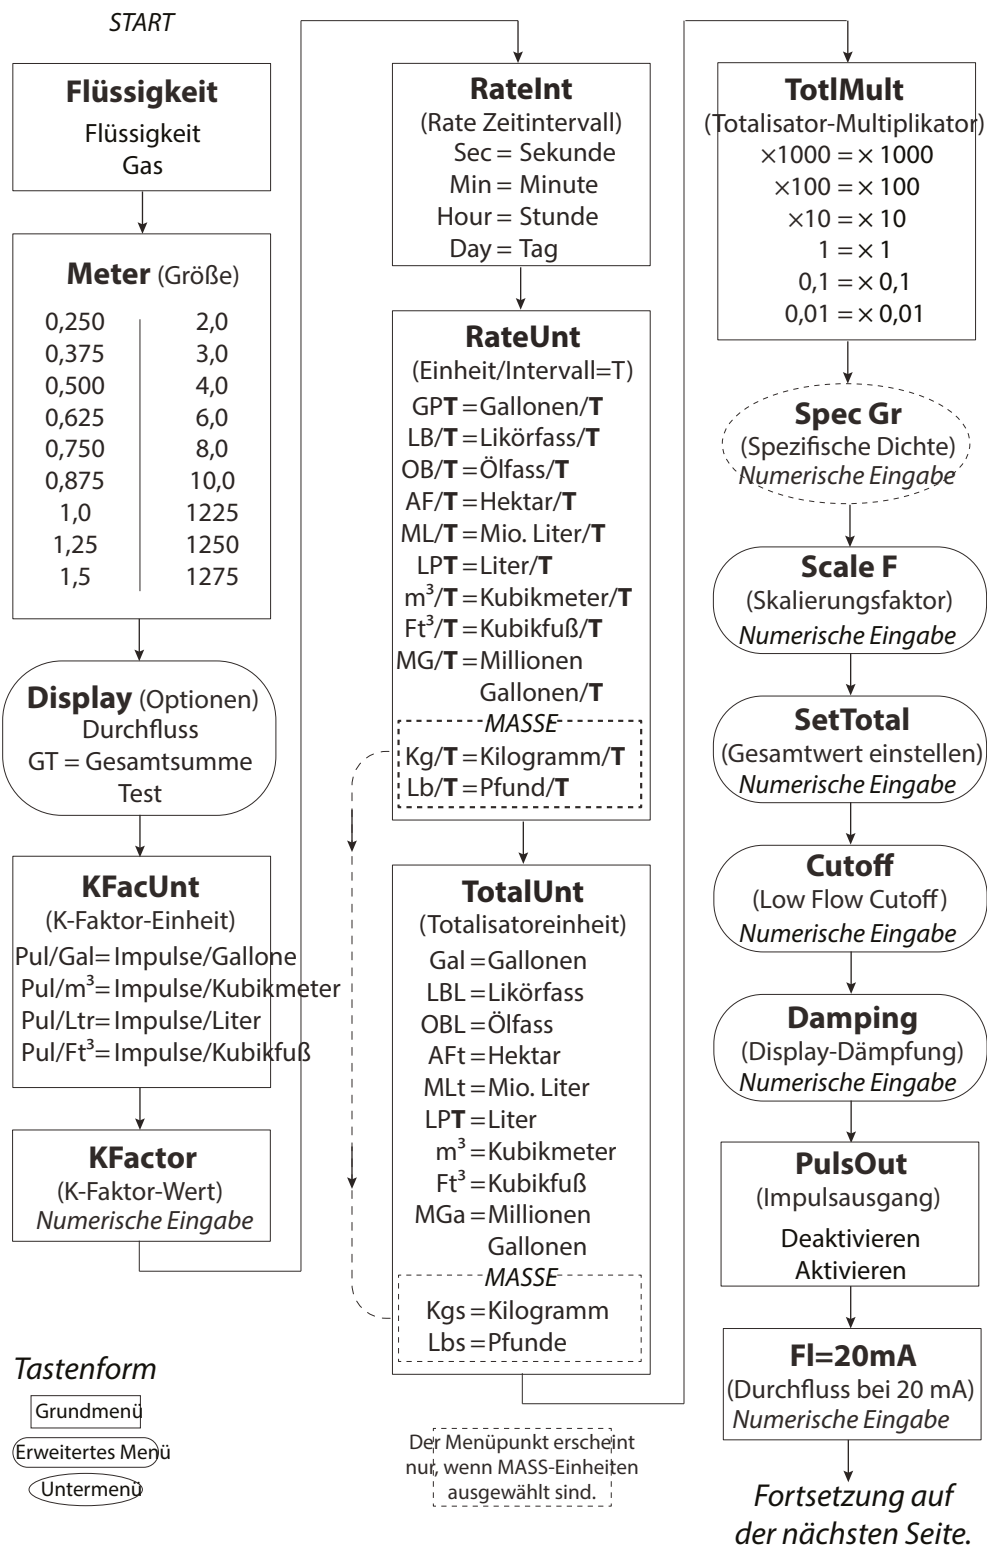 START
Flüssigkeit
Flüssigkeit
Gas
Meter (Größe)
0,250 2,0
0,375 3,0
0,500 4,0
0,625 6,0
0,750 8,0
0,875 10,0
1,0 1225
1,25 1250
1,5 1275
Display (Optionen)
Durchfluss
GT = Gesamtsumme
Test
KFacUnt
(K-Faktor-Einheit)
Pul/Gal= Impulse/Gallone
Pul/m³= Impulse/Kubikmeter
Pul/Ltr= Impulse/Liter
Pul/Ft³= Impulse/Kubikfuß
KFactor
(K-Faktor-Wert)
Numerische Eingabe
Tastenform
Grundmenü
Erweitertes Menü
Untermenü
RateInt
(Rate Zeitintervall)
Sec = Sekunde
Min = Minute
Hour = Stunde
Day = Tag
RateUnt
(Einheit/Intervall=T)
GPT = Gallonen/T
LB/T = Likörfass/T
OB/T = Ölfass/T
AF/T = Hektar/T
ML/T = Mio. Liter/T
LPT = Liter/T
m³/T = Kubikmeter/T
Ft³/T = Kubikfuß/T
MG/T = Millionen
Gallonen/T
MASSE
Kg/T = Kilogramm/T
Lb/T = Pfund/T
TotalUnt
(Totalisatoreinheit)
Gal = Gallonen
LBL = Likörfass
OBL = Ölfass
AFt = Hektar
MLt = Mio. Liter
LPT = Liter
m³ = Kubikmeter
Ft³ = Kubikfuß
MGa = Millionen
Gallonen
MASSE
Kgs = Kilogramm
Lbs = Pfunde
Der Menüpunkt erscheint
nur, wenn MASS-Einheiten
ausgewählt sind.
TotlMult
(Totalisator-Multiplikator)
×1000 = × 1000
×100 = × 100
×10 = × 10
1 = × 1
0,1 = × 0,1
0,01 = × 0,01
Spec Gr
(Spezifische Dichte)
Numerische Eingabe
Scale F
(Skalierungsfaktor)
Numerische Eingabe
SetTotal
(Gesamtwert einstellen)
Numerische Eingabe
Cutoff
(Low Flow Cutoff)
Numerische Eingabe
Damping
(Display-Dämpfung)
Numerische Eingabe
PulsOut
(Impulsausgang)
Deaktivieren
Aktivieren
Fl=20mA
(Durchfluss bei 20 mA)
Numerische Eingabe
Fortsetzung auf
der nächsten Seite.